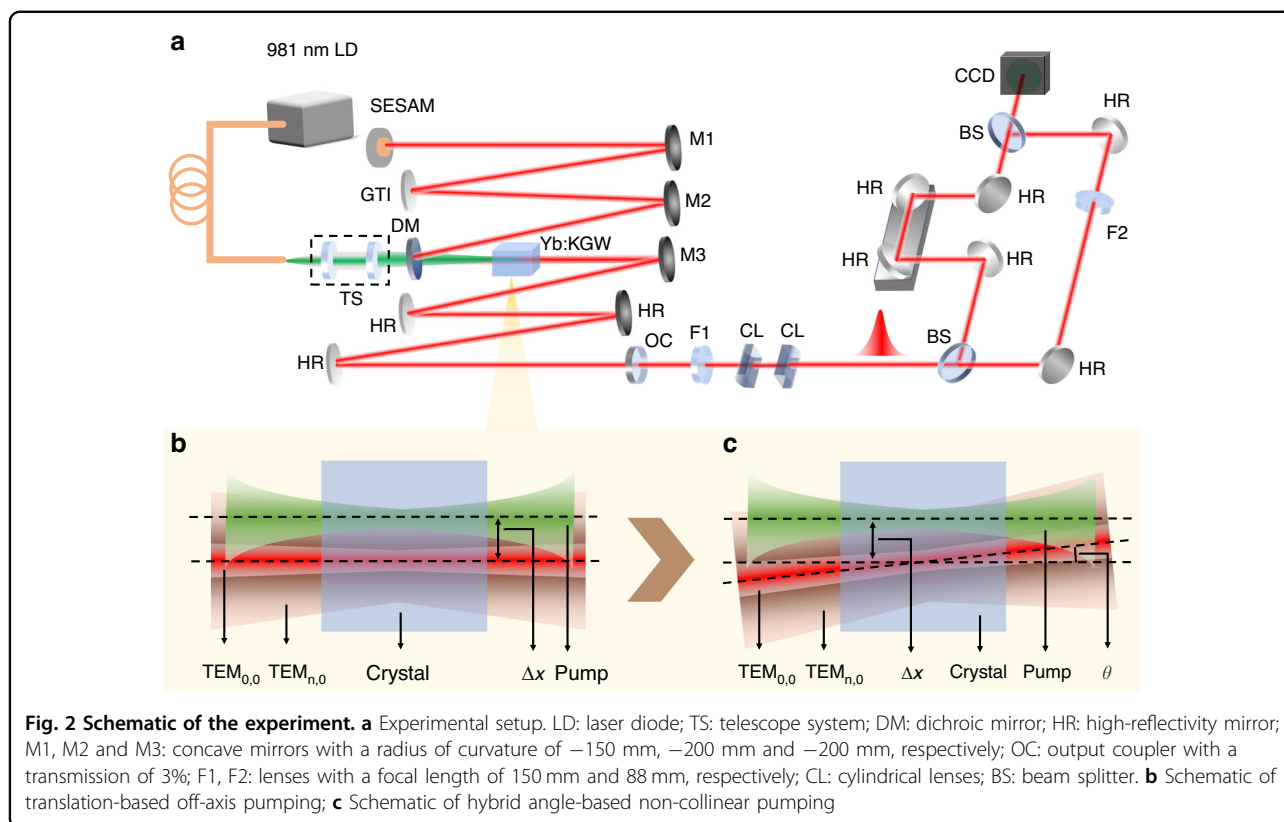 a
981 nm LD
SESAM
M1
GTI
M2
DM
Yb:KGW
M3
TS
HR
HR
HR
OC
F1
CL
CL
BS
HR
CCD
BS
HR
HR
HR
F2
HR
HR
b
TEM0,0
TEMn,0
Crystal
Δx
Pump
c
TEM0,0
TEMn,0
Δx
Crystal
Pump
θ
Fig. 2 Schematic of the experiment. a Experimental setup. LD: laser diode; TS: telescope system; DM: dichroic mirror; HR: high-reflectivity mirror;
M1, M2 and M3: concave mirrors with a radius of curvature of −150 mm, −200 mm and −200 mm, respectively; OC: output coupler with a
transmission of 3%; F1, F2: lenses with a focal length of 150 mm and 88 mm, respectively; CL: cylindrical lenses; BS: beam splitter. b Schematic of
translation-based off-axis pumping; c Schematic of hybrid angle-based non-collinear pumping